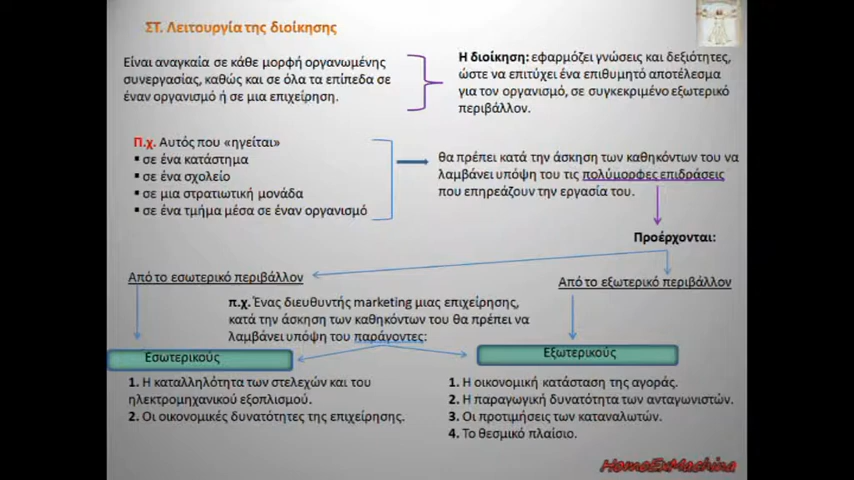 ΣΤ. Λειτουργία της διοίκησης
Είναι αναγκαία σε κάθε μορφή οργανωμένης
συνεργασίας, καθώς και σε όλα τα επίπεδα σε
έναν οργανισμό ή σε μια επιχείρηση.
Η διοίκηση: εφαρμόζει γνώσεις και δεξιότητες,
ώστε να επιτύχει ένα επιθυμητό αποτέλεσμα
για τον οργανισμό, σε συγκεκριμένο εξωτερικό
περιβάλλον.
Π.χ. Αυτός που «ηγείται»
▪ σε ένα κατάστημα
▪ σε ένα σχολείο
▪ σε μια στρατιωτική μονάδα
▪ σε ένα τμήμα μέσα σε έναν οργανισμό
θα πρέπει κατά την άσκηση των καθηκόντων του να
λαμβάνει υπόψη του τις πολύμορφες επιδράσεις
που επηρεάζουν την εργασία του.
Προέρχονται:
Από το εσωτερικό περιβάλλον
Από το εξωτερικό περιβάλλον
π.χ. Ένας διευθυντής marketing μιας επιχείρησης,
κατά την άσκηση των καθηκόντων του θα πρέπει να
λαμβάνει υπόψη του παράγοντες:
Εσωτερικούς
1. Η καταλληλότητα των στελεχών και του
ηλεκτρομηχανικού εξοπλισμού.
2. Οι οικονομικές δυνατότητες της επιχείρησης.
Εξωτερικούς
1. Η οικονομική κατάσταση της αγοράς.
2. Η παραγωγική δυνατότητα των ανταγωνιστών.
3. Οι προτιμήσεις των καταναλωτών.
4. Το θεσμικό πλαίσιο.
HomoExMachina